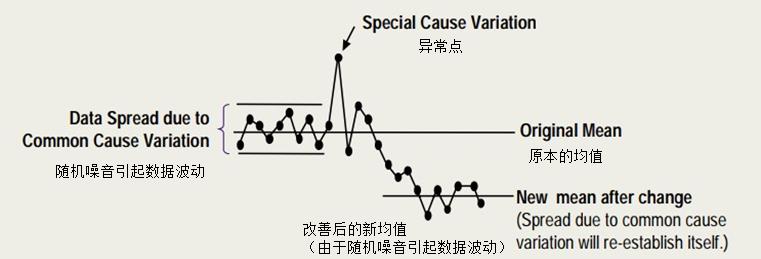 Special Cause Variation
异常点
Data Spread due to
Common Cause Variation
随机噪音引起数据波动
Original Mean
原本的均值
New mean after change
(Spread due to common cause
variation will re-establish itself.)
改善后的新均值
（由于随机噪音引起数据波动）